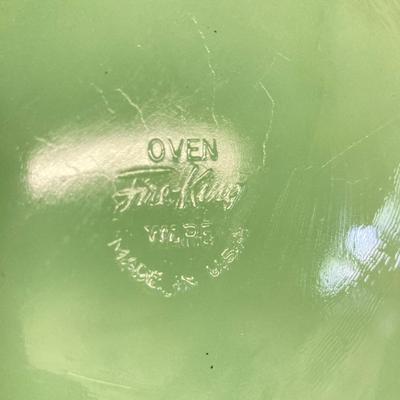 OVEN
Fire-King
WARE
MADE IN U.S.A.